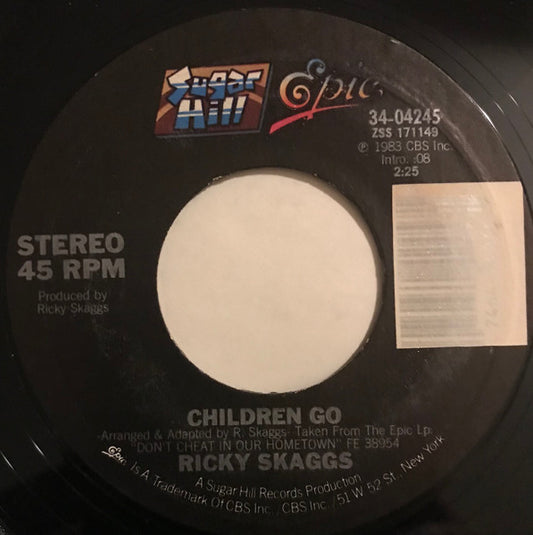 Sugar
Hill
Epic
34-04245
ZSS 171149
℗ 1983 CBS Inc.
Intro. :08
2:25
STEREO
45 RPM
Produced by
Ricky Skaggs
CHILDREN GO
-Arranged & Adapted by R. Skaggs- Taken From The Epic Lp:
"DON'T CHEAT IN OUR HOMETOWN" FE 38954
RICKY SKAGGS
A Sugar Hill Records Production
Epic, Is A Trademark Of CBS Inc. / CBS Inc. / 51 W 52 St., New York